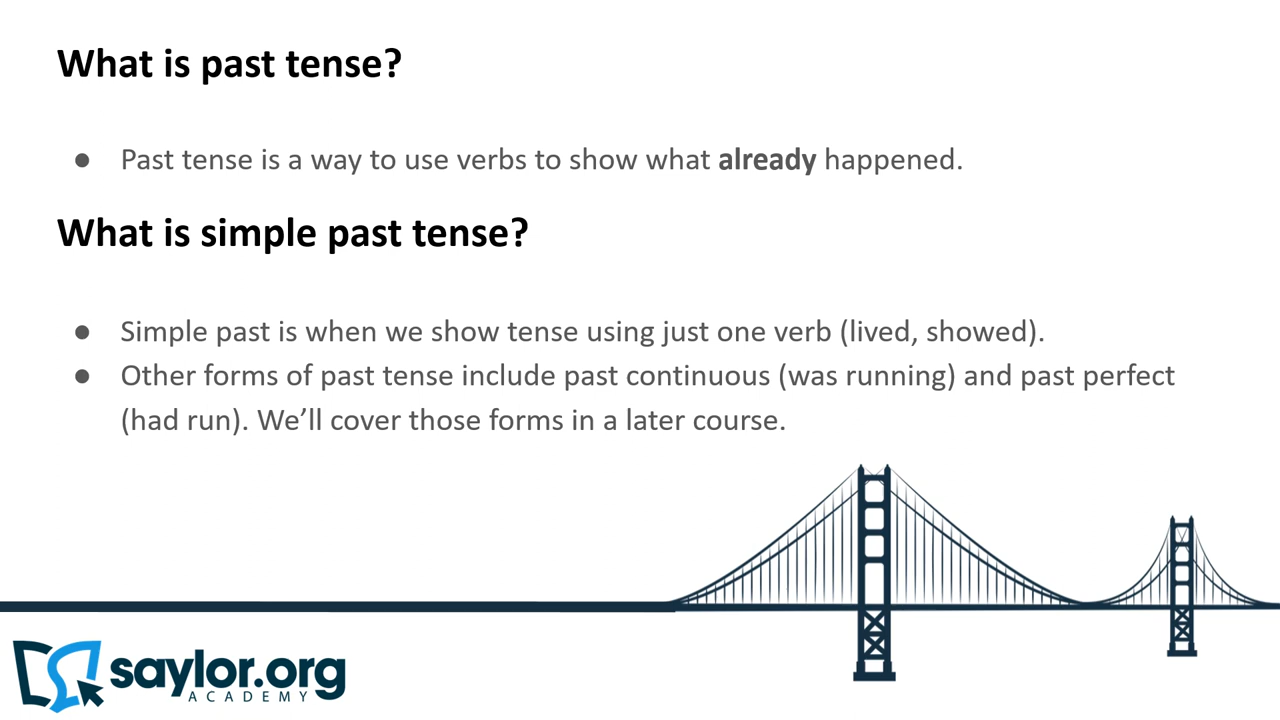 What is past tense?
● Past tense is a way to use verbs to show what already happened.
What is simple past tense?
● Simple past is when we show tense using just one verb (lived, showed).
● Other forms of past tense include past continuous (was running) and past perfect
(had run). We’ll cover those forms in a later course.
saylor.org
ACADEMY